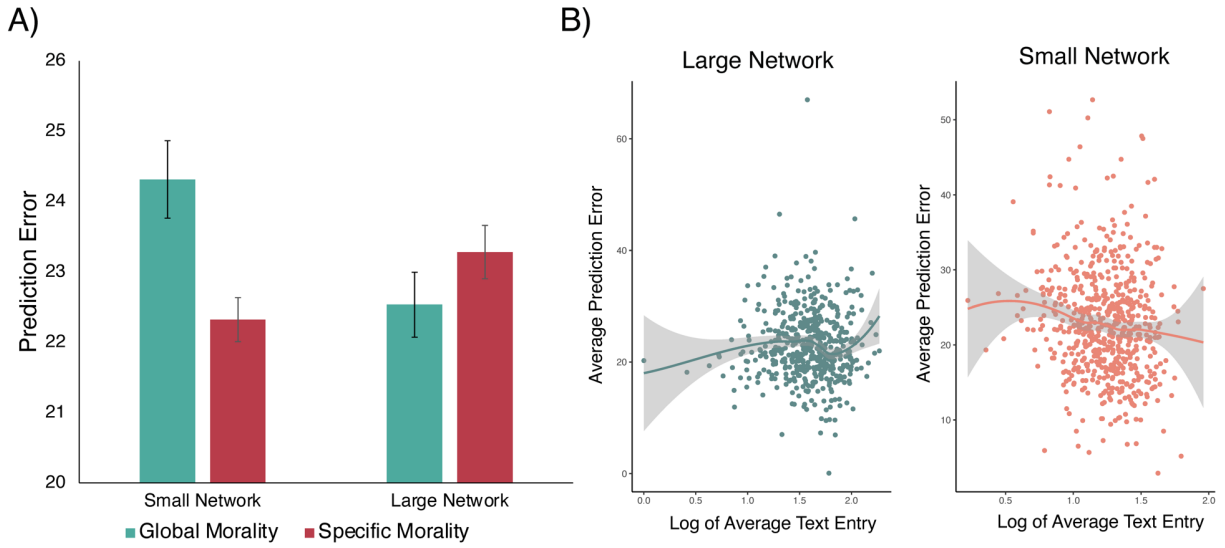 A)
26
25
24
23
22
21
20
Prediction Error
Small Network
Large Network
Global Morality
Specific Morality
B)
Large Network
60
40
20
0
Average Prediction Error
0.0
0.5
1.0
1.5
2.0
Log of Average Text Entry
Small Network
50
40
30
20
10
Average Prediction Error
0.5
1.0
1.5
2.0
Log of Average Text Entry